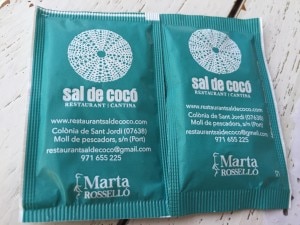 sal de cocó
RESTAURANT | CANTINA
www.restaurantsaldecoco.com
Colònia de Sant Jordi (07638)
Moll de pescadors, s/n (Port)
restaurantsaldecoco@gmail.com
971 655 225
Marta
ROSSELLÓ
sal de cocó
RESTAURANT | CANTINA
www.restaurantsaldecoco.com
Colònia de Sant Jordi (07638)
Moll de pescadors, s/n (Port)
restaurantsaldecoco@gmail.com
971 655 225
Marta
ROSSELLÓ